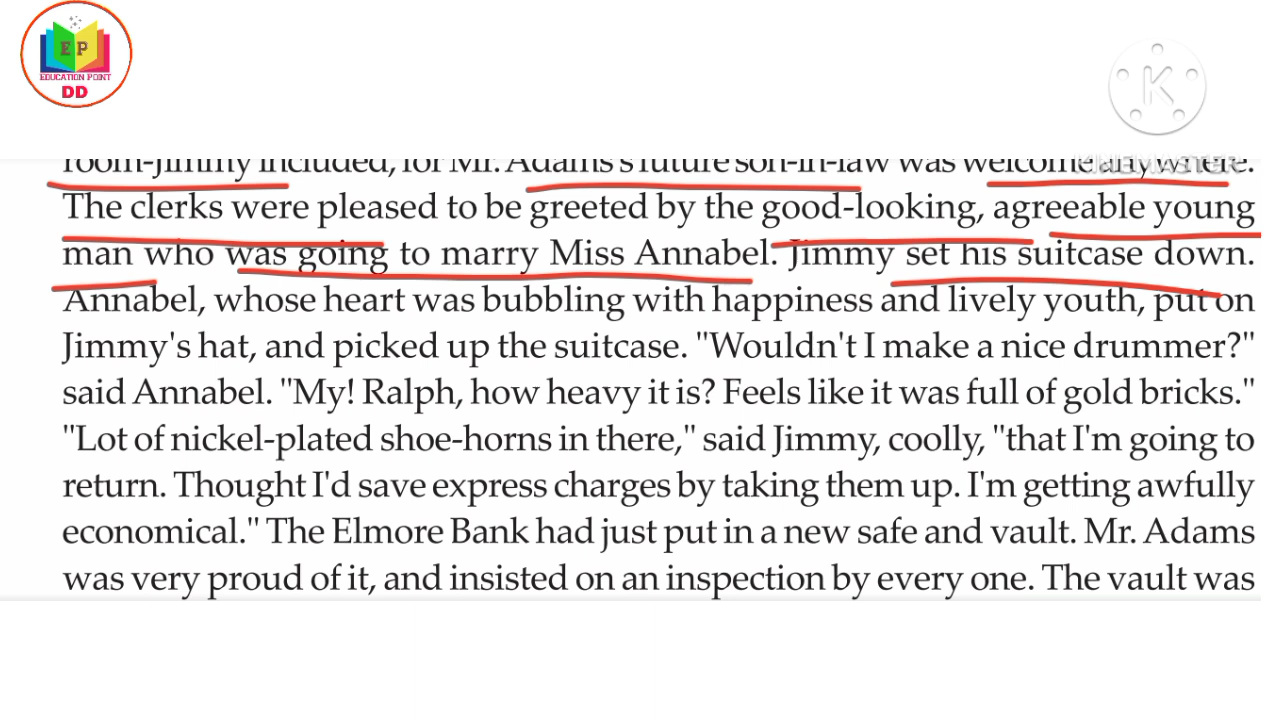 EP
EDUCATION POINT
DD
K
KINEMASTER
room-Jimmy included, for Mr. Adams's future son-in-law was welcome anywhere.
The clerks were pleased to be greeted by the good-looking, agreeable young
man who was going to marry Miss Annabel. Jimmy set his suitcase down.
Annabel, whose heart was bubbling with happiness and lively youth, put on
Jimmy's hat, and picked up the suitcase. "Wouldn't I make a nice drummer?"
said Annabel. "My! Ralph, how heavy it is? Feels like it was full of gold bricks."
"Lot of nickel-plated shoe-horns in there," said Jimmy, coolly, "that I'm going to
return. Thought I'd save express charges by taking them up. I'm getting awfully
economical." The Elmore Bank had just put in a new safe and vault. Mr. Adams
was very proud of it, and insisted on an inspection by every one. The vault was